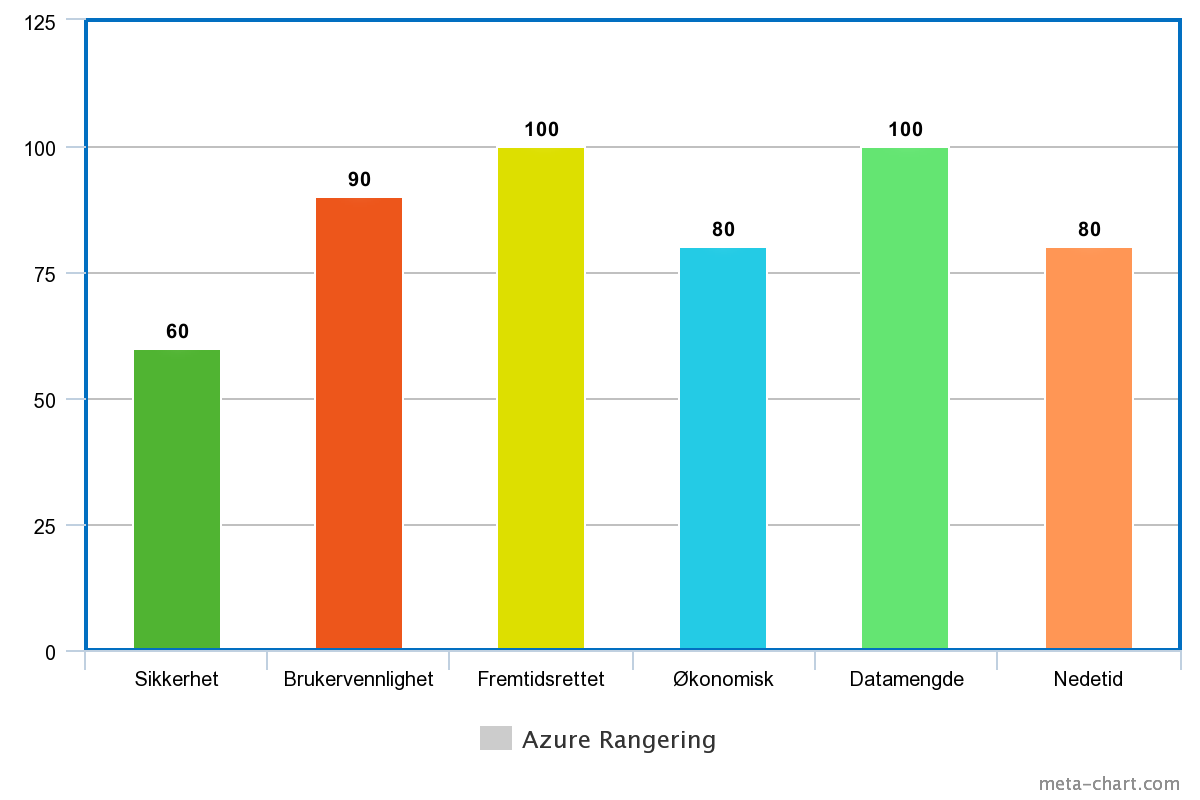 125
100
75
50
25
0
60
90
100
80
100
80
Sikkerhet
Brukervennlighet
Fremtidsrettet
Økonomisk
Datamengde
Nedetid
Azure Rangering
meta-chart.com